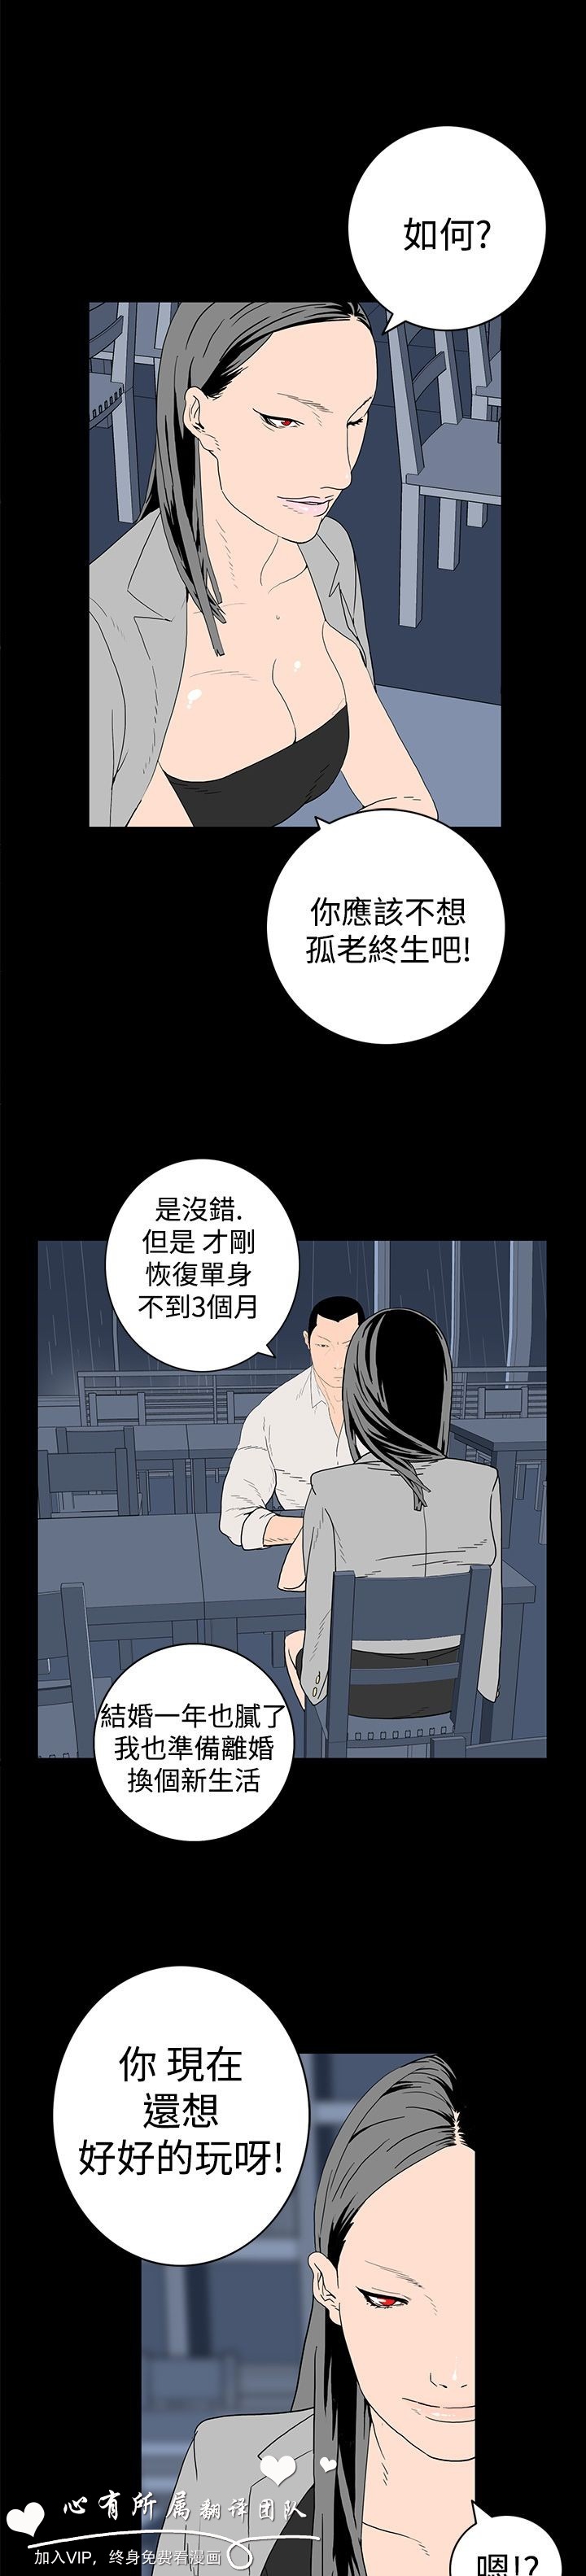 如何?
你應該不想
孤老終生吧!
是沒錯.
但是 才剛
恢復單身
不到3個月
結婚一年也膩了
我也準備離婚
換個新生活
你 現在
還想
好好的玩呀!
心有所属翻译团队
加入VIP，终身免费看漫画
嗯!?